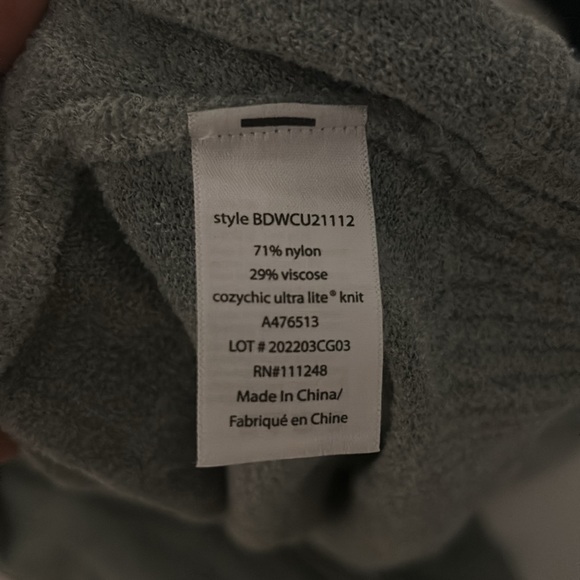 style BDWCU21112
71% nylon
29% viscose
cozychic ultra lite® knit
A476513
LOT # 202203CG03
RN#111248
Made In China/
Fabriqué en Chine